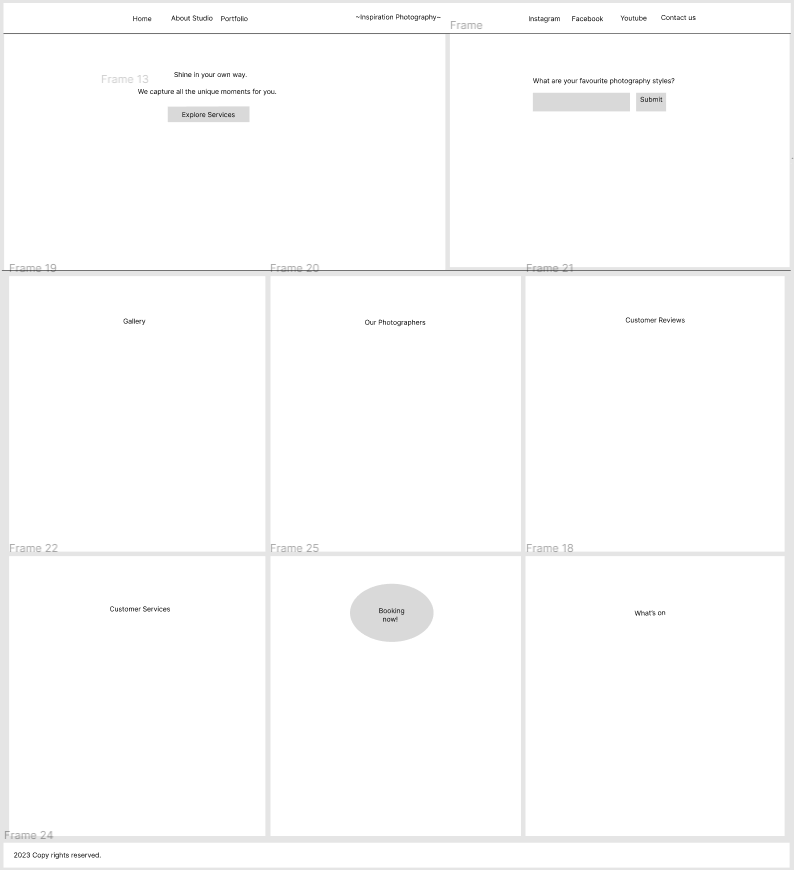 Home About Studio Portfolio ~Inspiration Photography~ Instagram Facebook Youtube Contact us
Frame
Frame 13
Shine in your own way.
We capture all the unique moments for you.
Explore Services
What are your favourite photography styles?
Submit
Frame 19 Frame 20 Frame 21
Gallery Our Photographers Customer Reviews
Frame 22 Frame 25 Frame 18
Customer Services
Booking
now!
What's on
Frame 24
2023 Copy rights reserved.